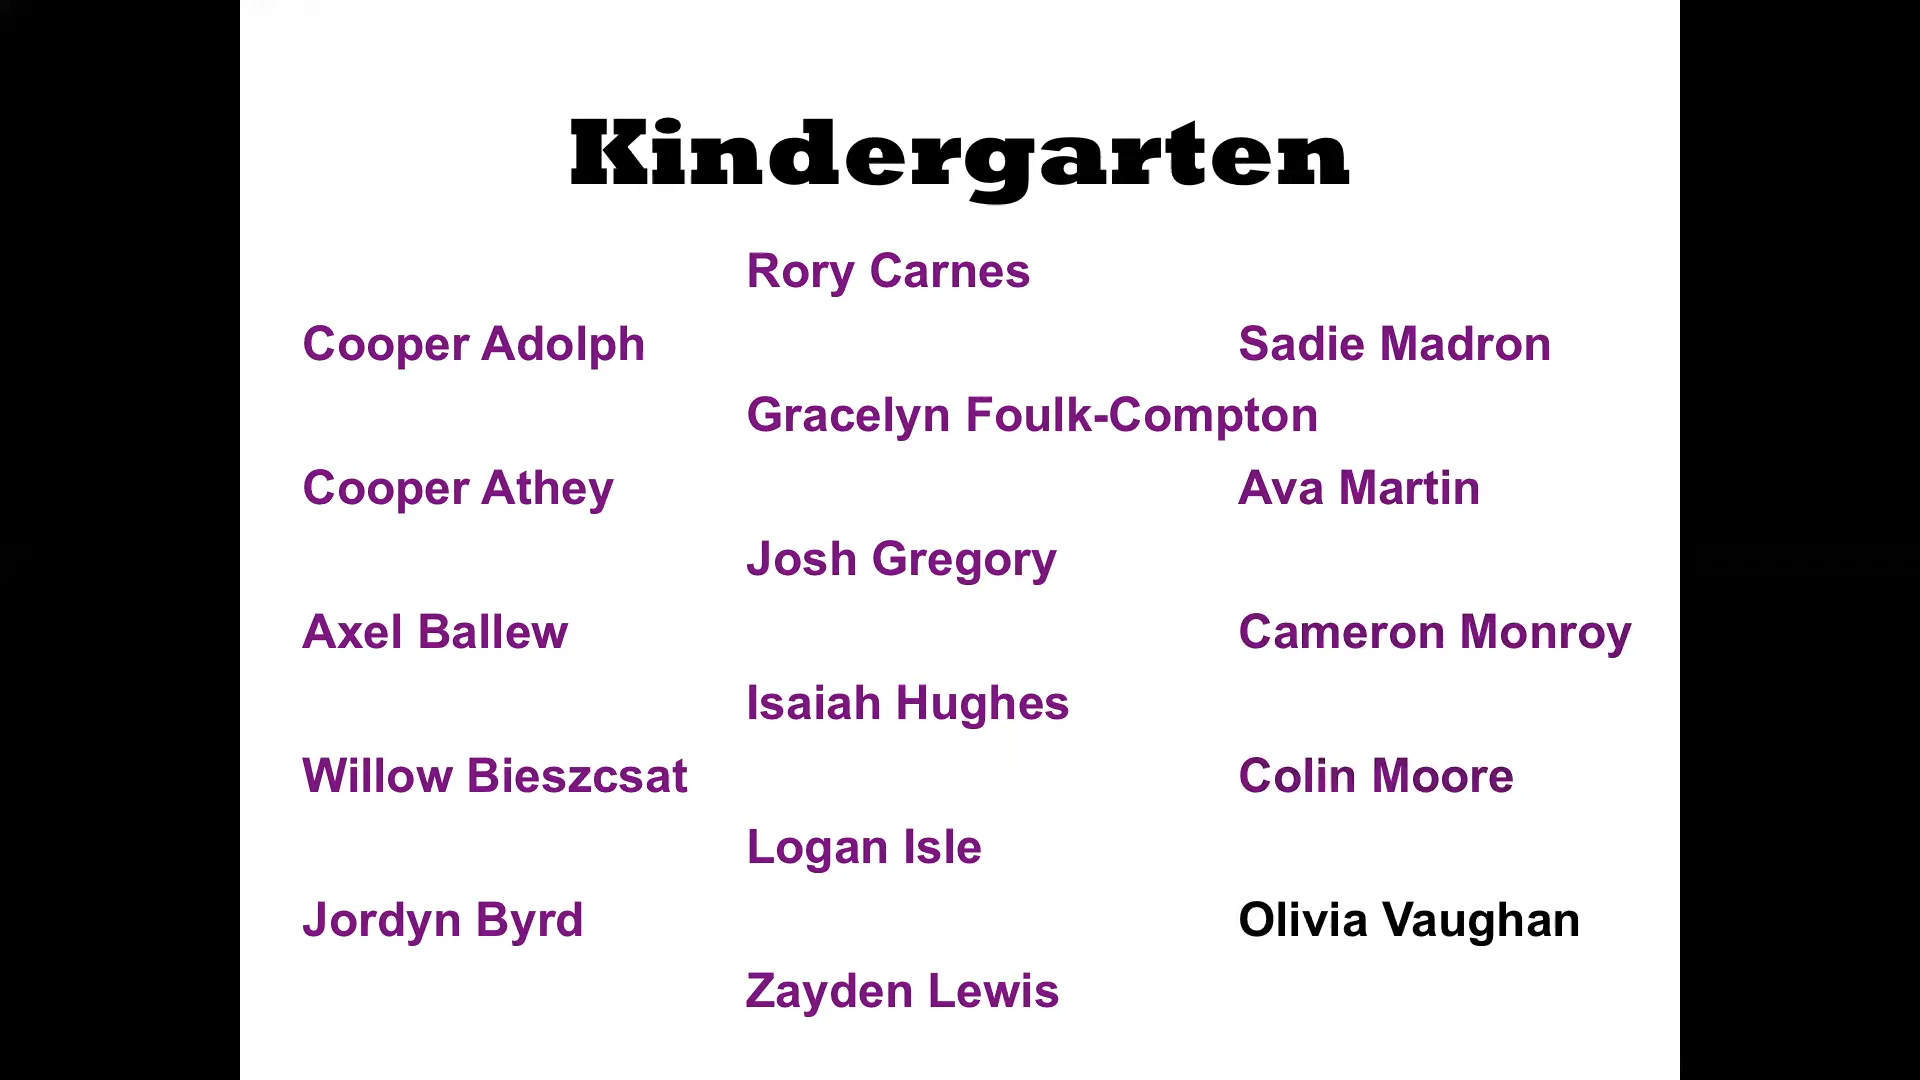 Kindergarten
Rory Carnes
Cooper Adolph
Sadie Madron
Gracelyn Foulk-Compton
Cooper Athey
Ava Martin
Josh Gregory
Axel Ballew
Cameron Monroy
Isaiah Hughes
Willow Bieszcsat
Colin Moore
Logan Isle
Jordyn Byrd
Olivia Vaughan
Zayden Lewis